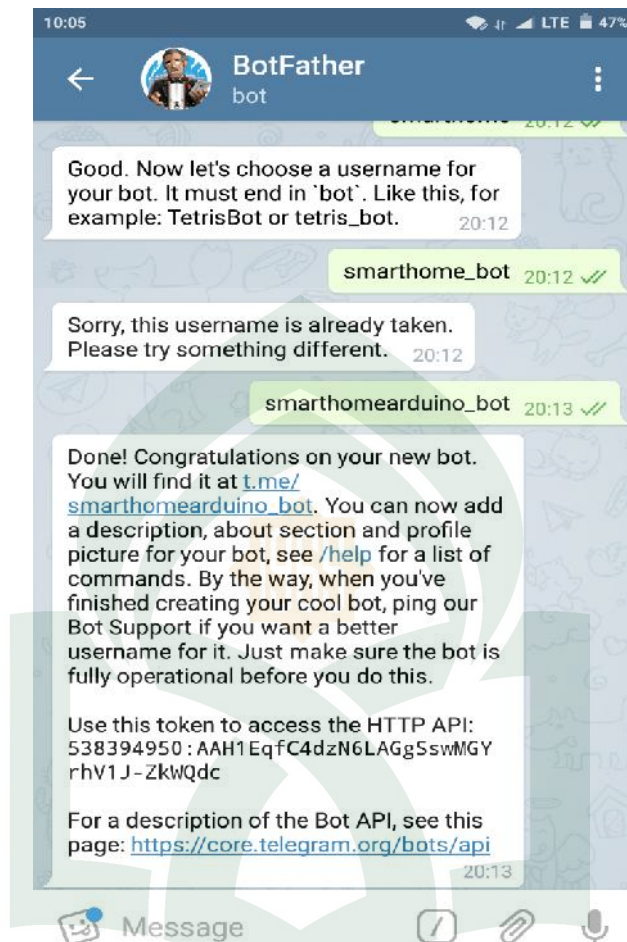 10:05
LTE 47%
BotFather
bot
20:12
Good. Now let's choose a username for
your bot. It must end in `bot`. Like this, for
example: TetrisBot or tetris_bot. 20:12
smarthome_bot 20:12
Sorry, this username is already taken.
Please try something different. 20:12
smarthomearduino_bot 20:13
Done! Congratulations on your new bot.
You will find it at t.me/
smarthomearduino_bot. You can now add
a description, about section and profile
picture for your bot, see /help for a list of
commands. By the way, when you've
finished creating your cool bot, ping our
Bot Support if you want a better
username for it. Just make sure the bot is
fully operational before you do this.
Use this token to access the HTTP API:
538394950:AAH1EqfC4dzN6LAGgSswMGY
rhV1J-ZkWQdc
For a description of the Bot API, see this
page: https://core.telegram.org/bots/api
20:13
Message